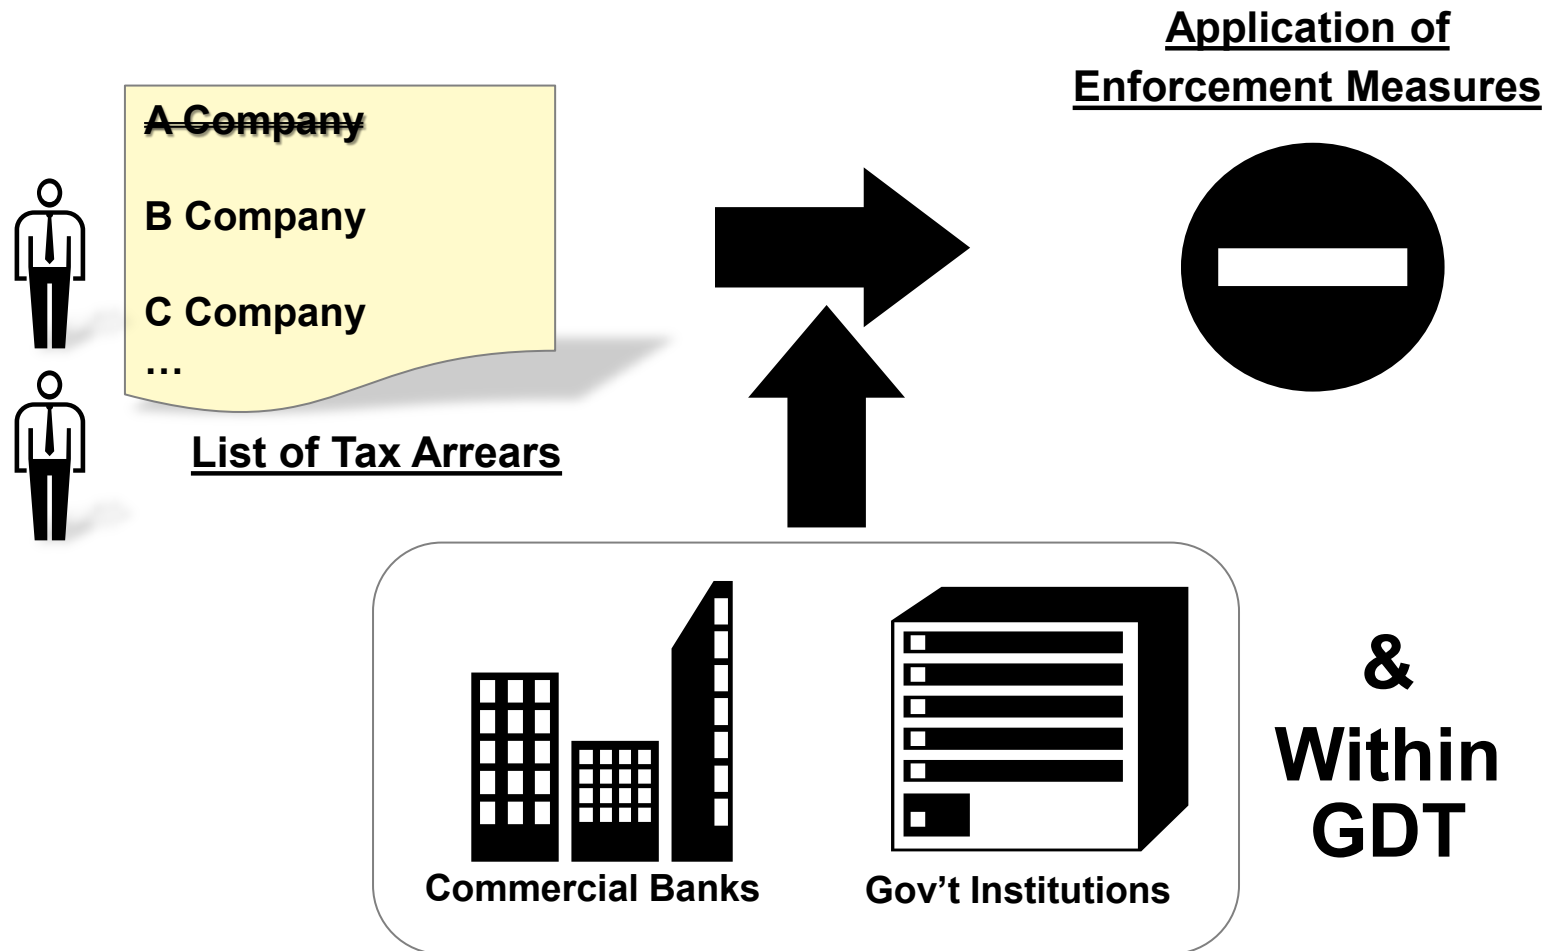 Application of
Enforcement Measures
A Company
B Company
C Company
…
List of Tax Arrears
Commercial Banks
Gov’t Institutions
&
Within
GDT